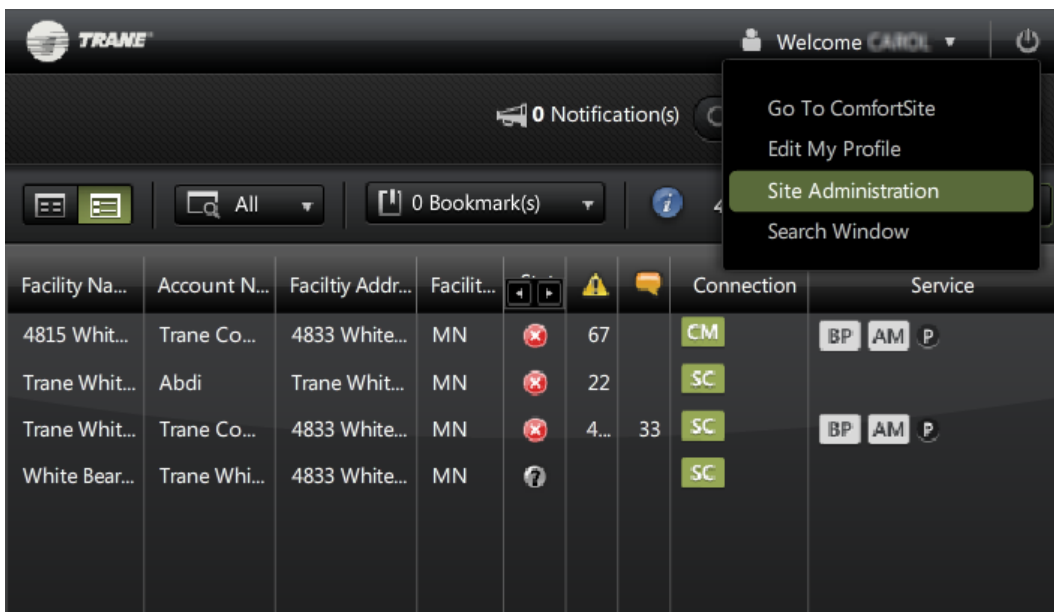 TRANE
Welcome CAROL
0 Notification(s)
Go To ComfortSite
Edit My Profile
Site Administration
Search Window
All
0 Bookmark(s)
i
4
Facility Na... Account N... Faciltiy Addr... Facilit... Connection Service
4815 Whit... Trane Co... 4833 White... MN 67 CM BP AM P
Trane Whit... Abdi Trane Whit... MN 22 SC
Trane Whit... Trane Co... 4833 White... MN 4... 33 SC BP AM P
White Bear... Trane Whi... 4833 White... MN ? SC